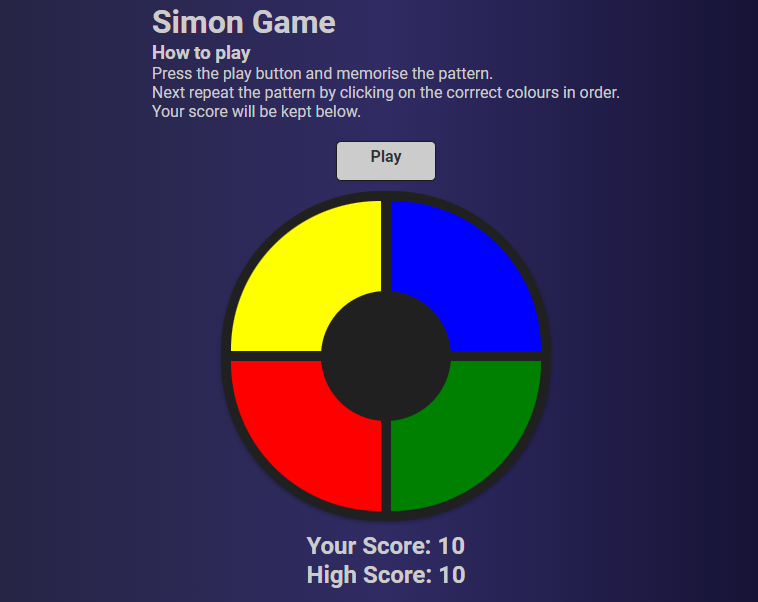 Simon Game
How to play
Press the play button and memorise the pattern.
Next repeat the pattern by clicking on the corrrect colours in order.
Your score will be kept below.
Play
Your Score: 10
High Score: 10